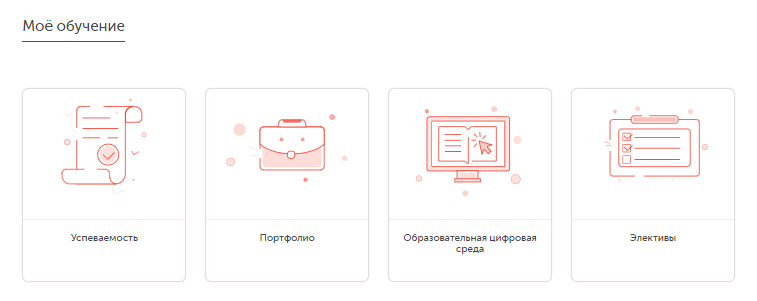 Моё обучение
Успеваемость
Портфолио
Образовательная цифровая
среда
Элективы